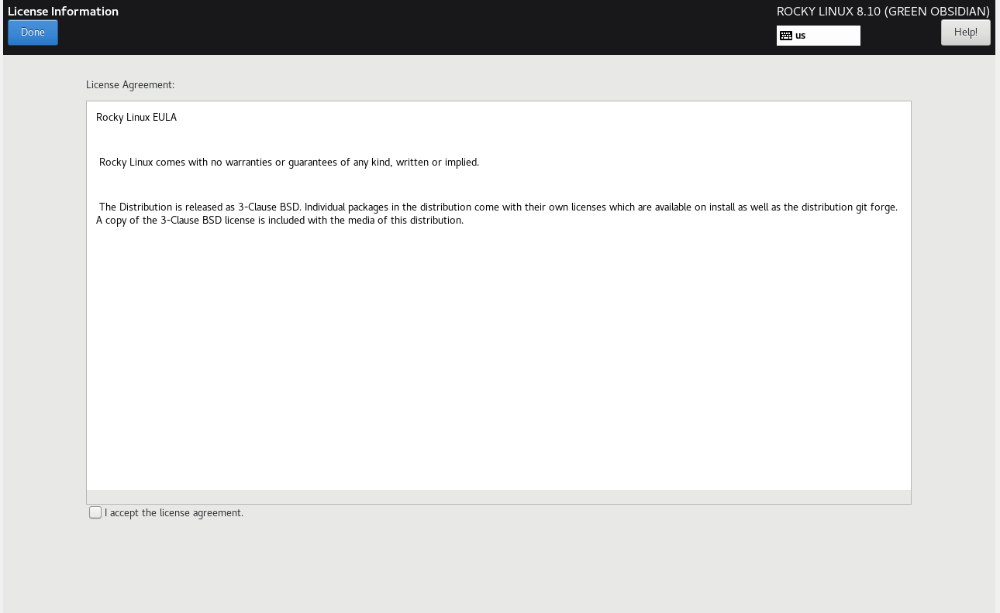 License Information
ROCKY LINUX 8.10 (GREEN OBSIDIAN)
Done
us
Help!
License Agreement:
Rocky Linux EULA
Rocky Linux comes with no warranties or guarantees of any kind, written or implied.
The Distribution is released as 3-Clause BSD. Individual packages in the distribution come with their own licenses which are available on install as well as the distribution git forge.
A copy of the 3-Clause BSD license is included with the media of this distribution.
I accept the license agreement.